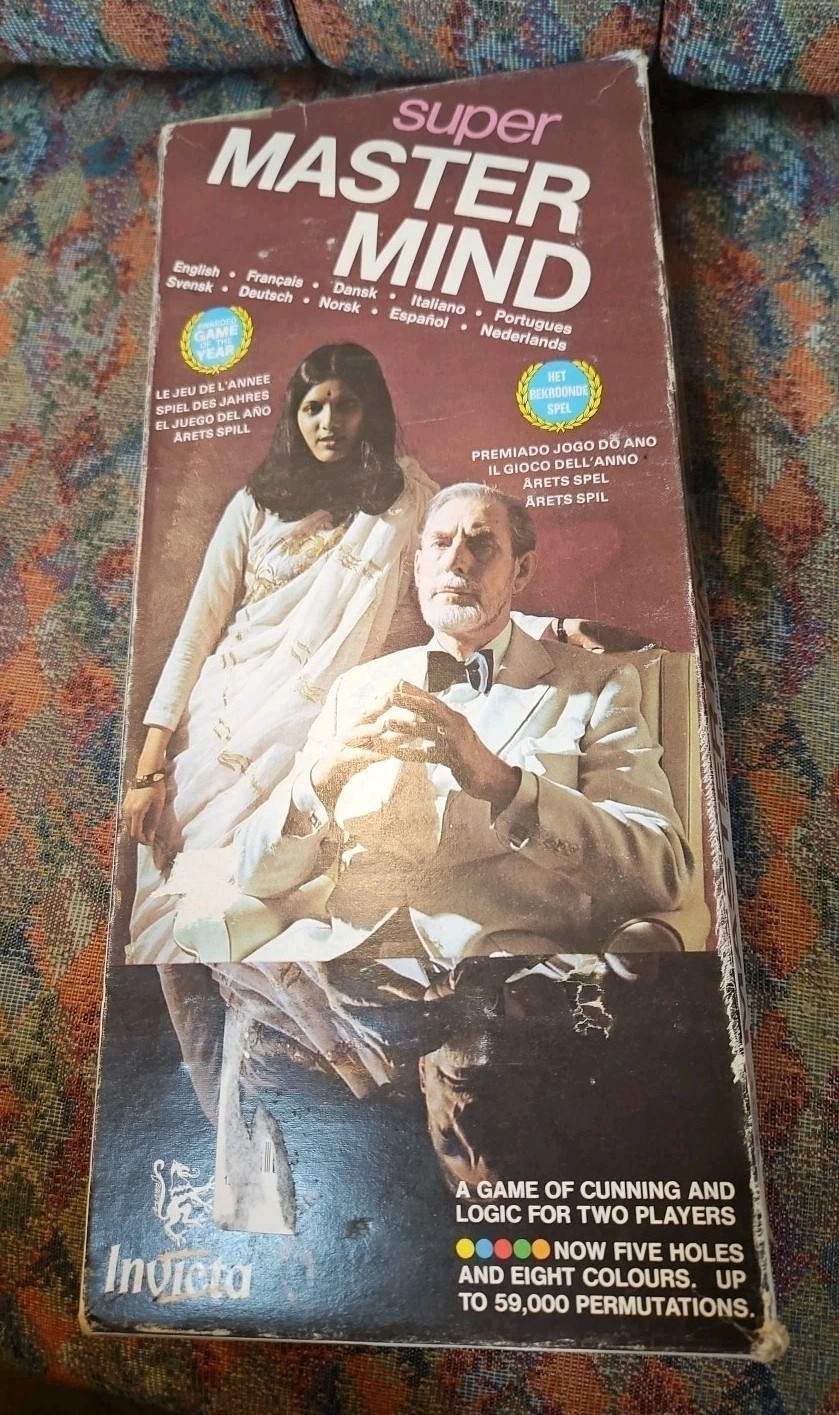 super
MASTER
MIND
English • Français • Dansk • Italiano • Portugues
Svensk • Deutsch • Norsk • Español • Nederlands
AWARDED
GAME
OF THE
YEAR
LE JEU DE L'ANNEE
SPIEL DES JAHRES
EL JUEGO DEL AÑO
ÅRETS SPILL
HET
BEKROONDE
SPEL
PREMIADO JOGO DO ANO
IL GIOCO DELL'ANNO
ÅRETS SPEL
ÅRETS SPIL
Invicta
A GAME OF CUNNING AND
LOGIC FOR TWO PLAYERS
NOW FIVE HOLES
AND EIGHT COLOURS. UP
TO 59,000 PERMUTATIONS.